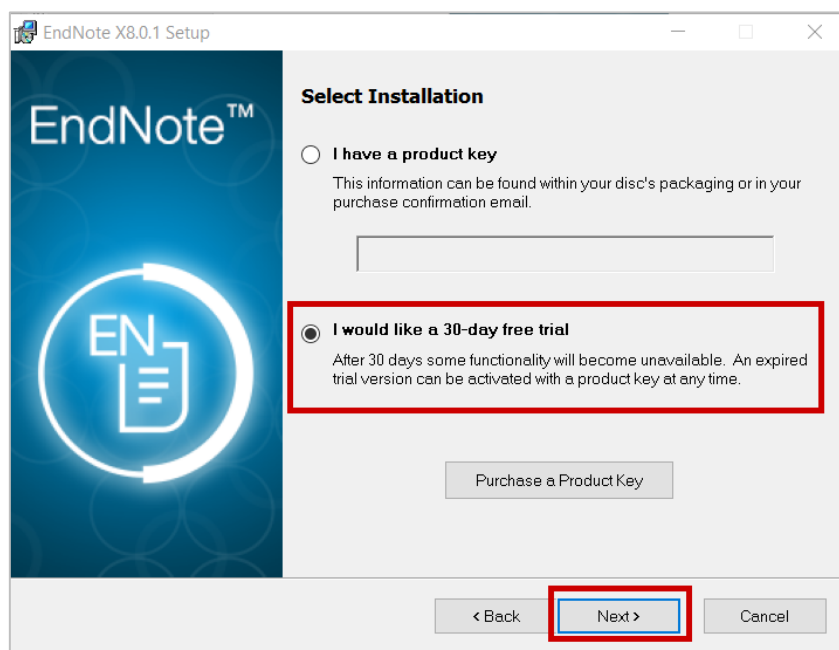 EndNote X8.0.1 Setup
EndNote™
Select Installation
I have a product key
This information can be found within your disc's packaging or in your
purchase confirmation email.
EN
I would like a 30-day free trial
After 30 days some functionality will become unavailable. An expired
trial version can be activated with a product key at any time.
Purchase a Product Key
< Back
Next >
Cancel